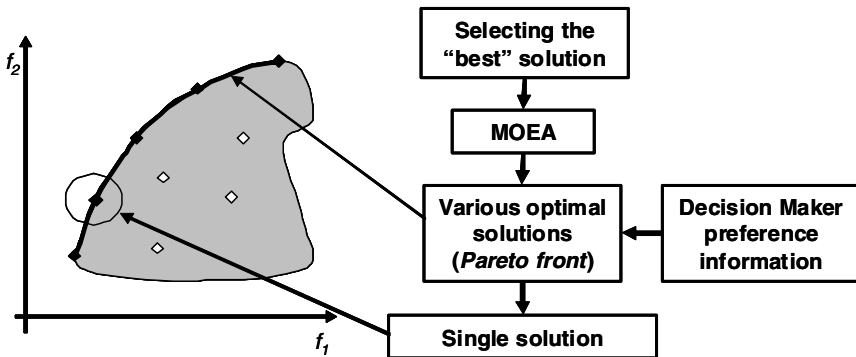 f2
f1
Selecting the
“best” solution
MOEA
Various optimal
solutions
(Pareto front)
Decision Maker
preference
information
Single solution